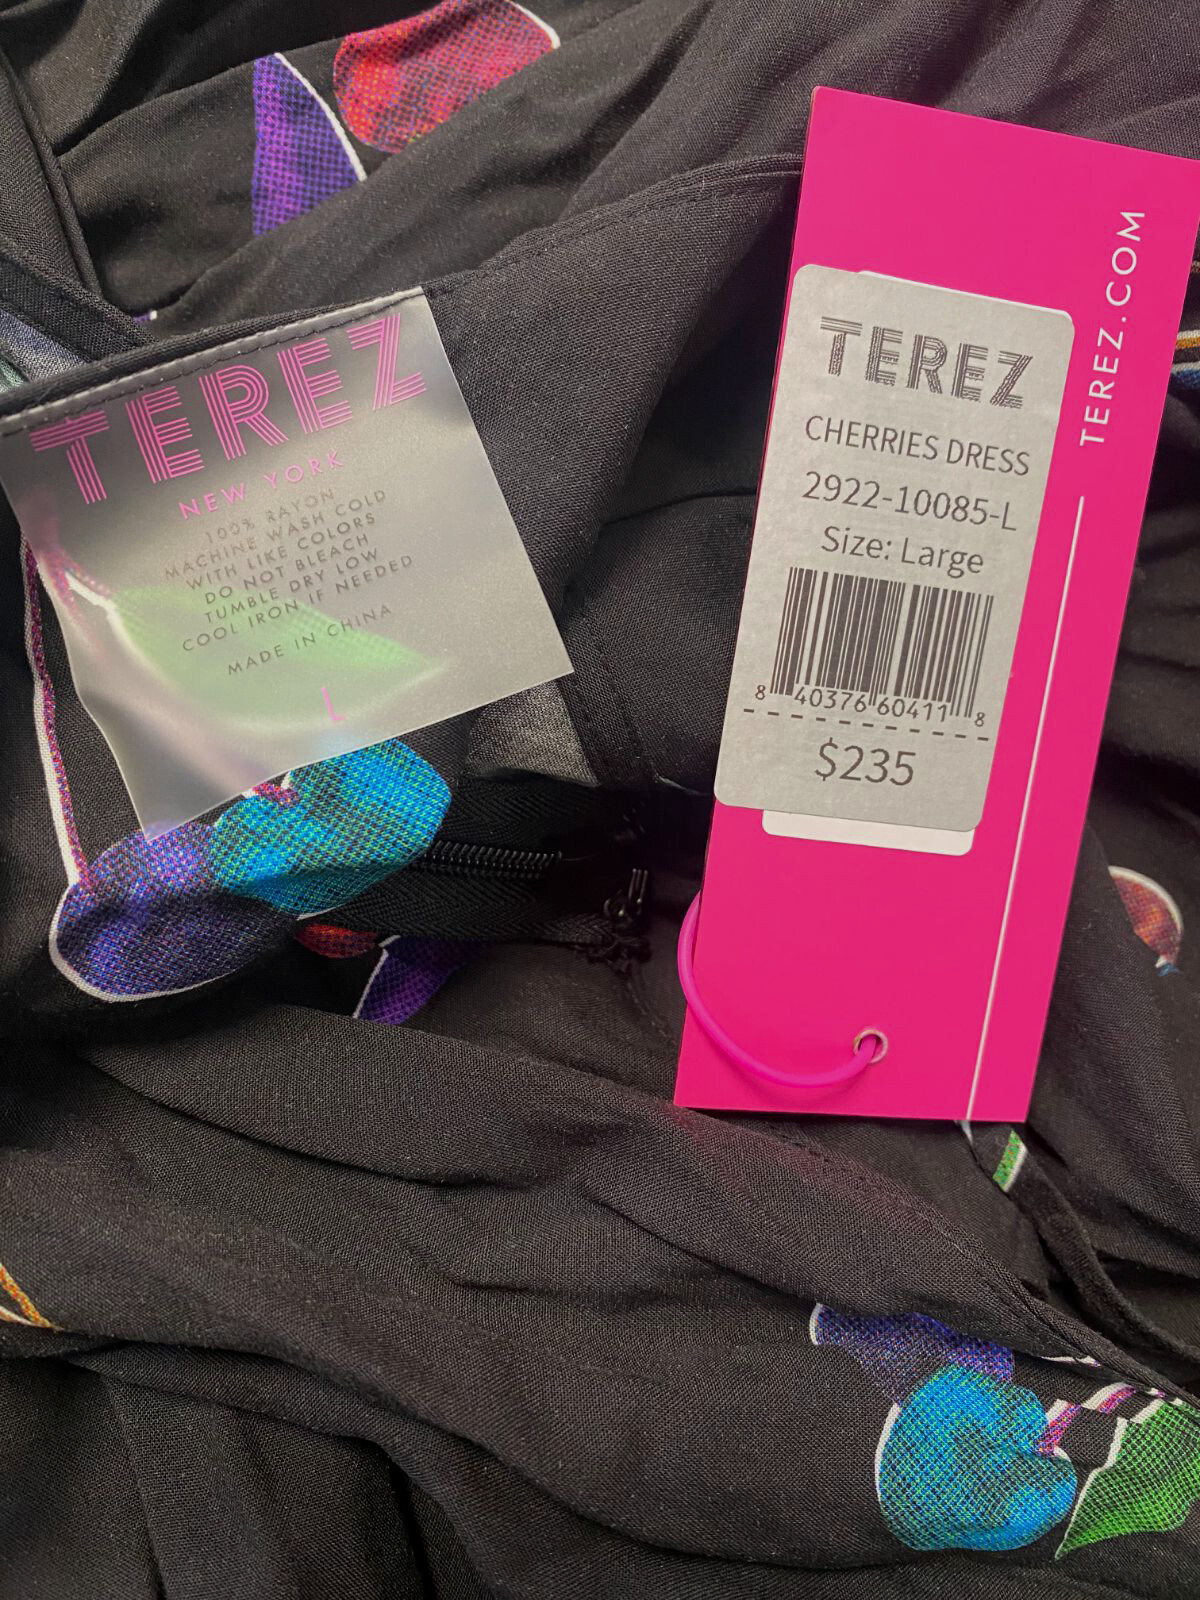 TEREZ
NEW YORK
100% RAYON
MACHINE WASH COLD
WITH LIKE COLORS
DO NOT BLEACH
TUMBLE DRY LOW
COOL IRON IF NEEDED
MADE IN CHINA
L
TEREZ.COM
TEREZ
CHERRIES DRESS
2922-10085-L
Size: Large
8 40376 60411 8
$235